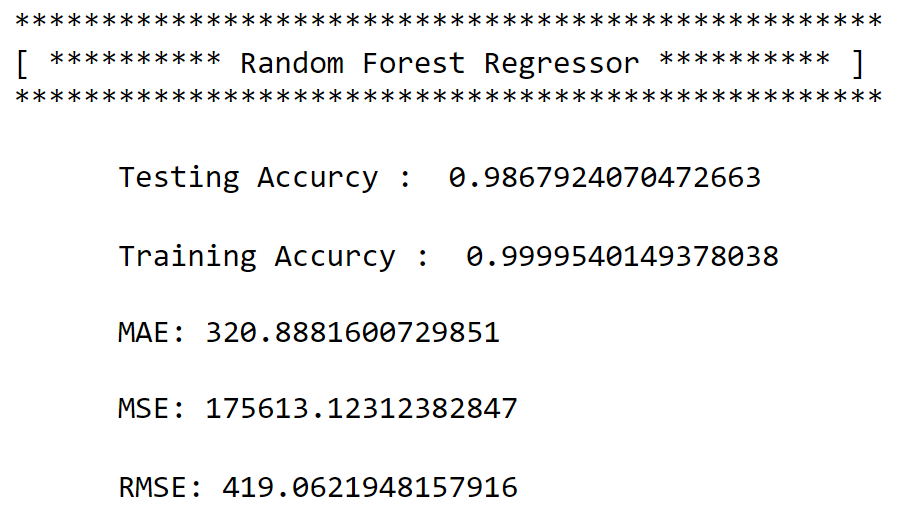 **************************************************
[ ********** Random Forest Regressor ********** ]
**************************************************
Testing Accurcy :  0.9867924070472663
Training Accurcy :  0.9999540149378038
MAE: 320.8881600729851
MSE: 175613.12312382847
RMSE: 419.0621948157916